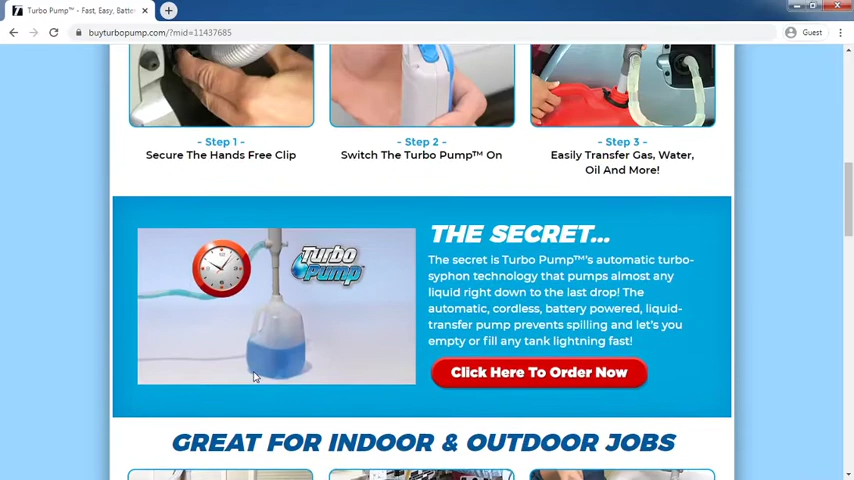 Turbo Pump™ - Fast, Easy, Batte
buyturbopump.com/?mid=11437685
Guest
- Step 1 -
Secure The Hands Free Clip
- Step 2 -
Switch The Turbo Pump™ On
- Step 3 -
Easily Transfer Gas, Water,
Oil And More!
Turbo
Pump
THE SECRET...
The secret is Turbo Pump™'s automatic turbo-
syphon technology that pumps almost any
liquid right down to the last drop! The
automatic, cordless, battery powered, liquid-
transfer pump prevents spilling and let's you
empty or fill any tank lightning fast!
Click Here To Order Now
GREAT FOR INDOOR & OUTDOOR JOBS